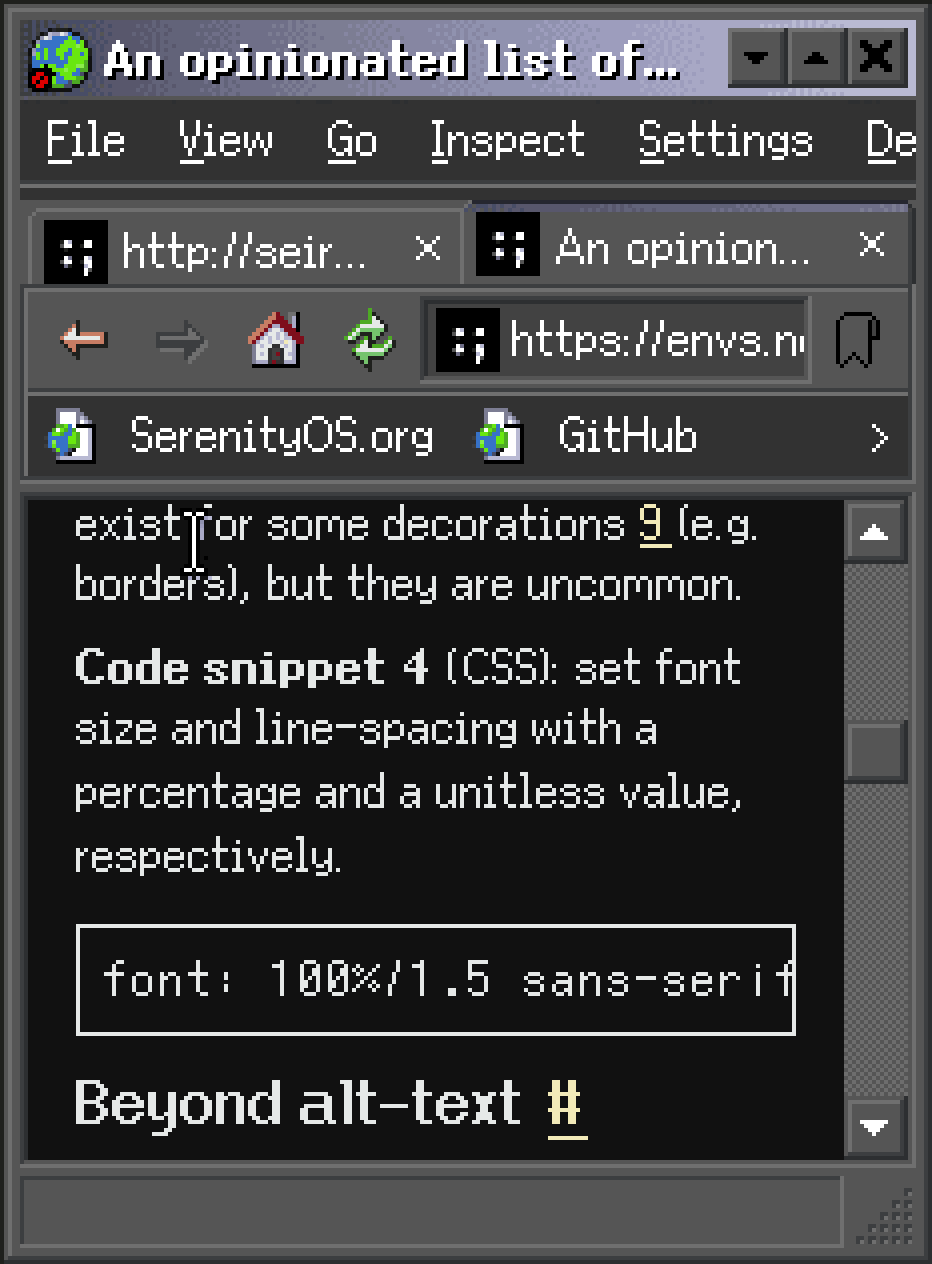 An opinionated list of...
File View Go Inspect Settings De
http://seir... An opinion...
https://envs.n
SerenityOS.org GitHub
exist for some decorations 9 (e.g.
borders), but they are uncommon.
Code snippet 4 (CSS): set font
size and line-spacing with a
percentage and a unitless value,
respectively.
font: 100%/1.5 sans-serif
Beyond alt-text #